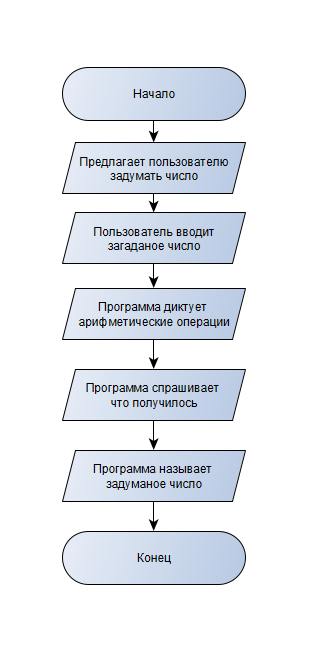 Начало
Предлагает пользователю
задумать число
Пользователь вводит
загаданое число
Программа диктует
арифметические операции
Программа спрашивает
что получилось
Программа называет
задуманое число
Конец